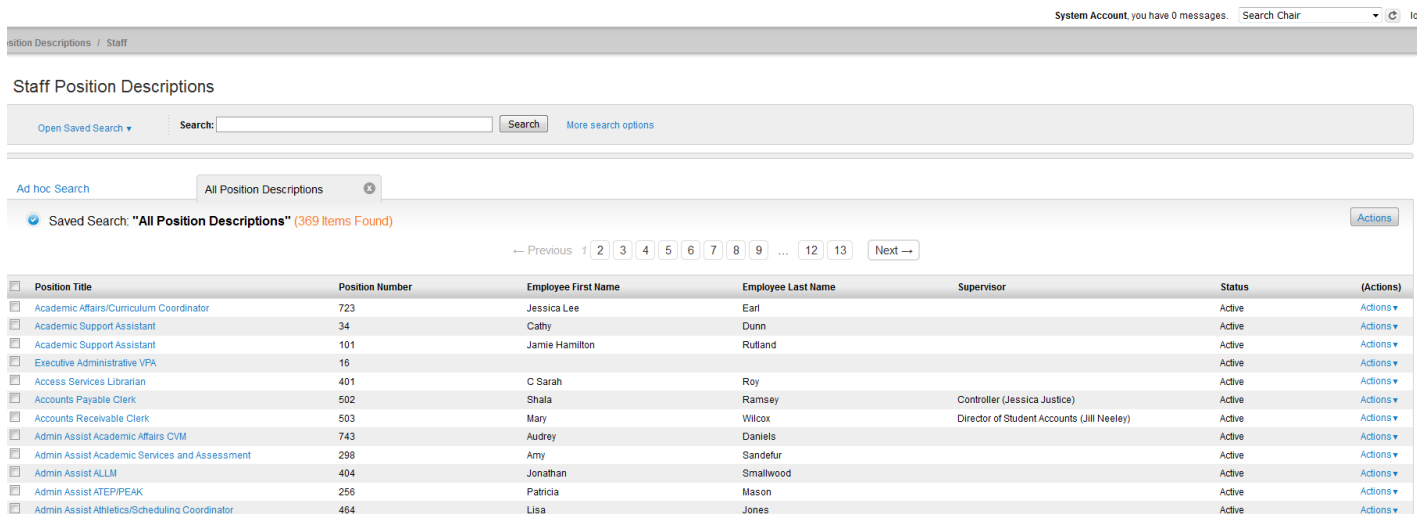 System Account, you have 0 messages. Search Chair
Position Descriptions / Staff
Staff Position Descriptions
Open Saved Search ▾ Search: Search More search options
Ad hoc Search All Position Descriptions
Saved Search: "All Position Descriptions" (369 Items Found) Actions
← Previous 1 2 3 4 5 6 7 8 9 ... 12 13 Next →
Position Title Position Number Employee First Name Employee Last Name Supervisor Status (Actions)
Academic Affairs/Curriculum Coordinator 723 Jessica Lee Earl Active Actions ▾
Academic Support Assistant 34 Cathy Dunn Active Actions ▾
Academic Support Assistant 101 Jamie Hamilton Rutland Active Actions ▾
Executive Administrative VPA 16 Active Actions ▾
Access Services Librarian 401 C Sarah Roy Active Actions ▾
Accounts Payable Clerk 502 Shala Ramsey Controller (Jessica Justice) Active Actions ▾
Accounts Receivable Clerk 503 Mary Wilcox Director of Student Accounts (Jill Neeley) Active Actions ▾
Admin Assist Academic Affairs CVM 743 Audrey Daniels Active Actions ▾
Admin Assist Academic Services and Assessment 298 Amy Sandefur Active Actions ▾
Admin Assist ALLM 404 Jonathan Smallwood Active Actions ▾
Admin Assist ATEP/PEAK 256 Patricia Mason Active Actions ▾
Admin Assist Athletics/Scheduling Coordinator 464 Lisa Jones Active Actions ▾